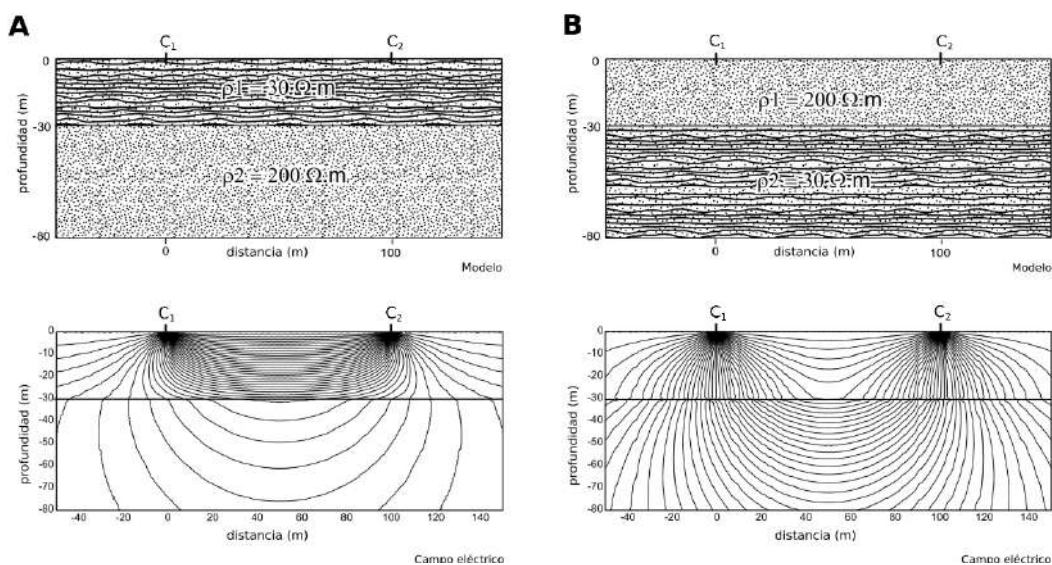 A
C₁ C₂
0
ρ1 = 30 Ω.m
-30
ρ2 = 200 Ω.m
-80
profundidad (m)
0 100
distancia (m)
Modelo
C₁ C₂
0
-10
-20
-30
-40
-50
-60
-70
-80
profundidad (m)
-40 -20 0 20 40 60 80 100 120 140
distancia (m)
Campo eléctrico
B
C₁ C₂
0
ρ1 = 200 Ω.m
-30
ρ2 = 30 Ω.m
-80
profundidad (m)
0 100
distancia (m)
Modelo
C₁ C₂
0
-10
-20
-30
-40
-50
-60
-70
-80
profundidad (m)
-40 -20 0 20 40 60 80 100 120 140
distancia (m)
Campo eléctrico